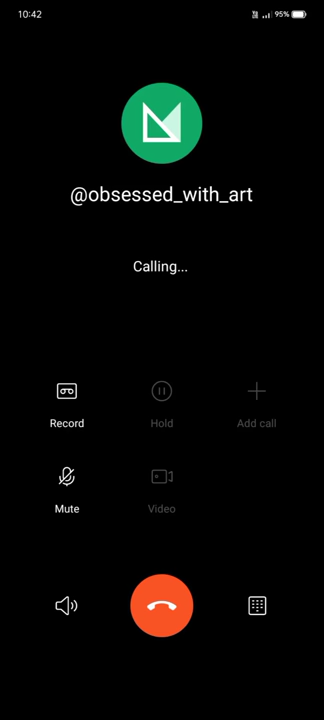 10:42
95%
@obsessed_with_art
Calling...
Record
Hold
Add call
Mute
Video